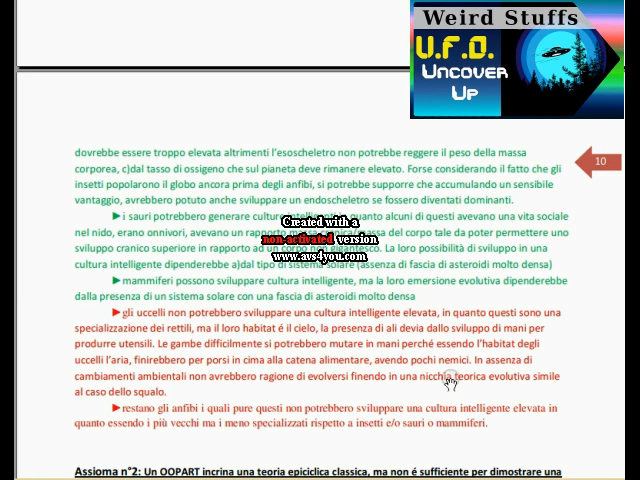 Weird Stuffs
U.F.O.
UNCOVER
UP
10
dovrebbe essere troppo elevata altrimenti l'esoscheletro non potrebbe reggere il peso della massa
corporea, c)dal tasso di ossigeno che sul pianeta deve rimanere elevato. Forse considerando il fatto che gli
insetti popolarono il globo ancora prima degli anfibi, si potrebbe supporre che accumulando un sensibile
vantaggio, avrebbero potuto anche sviluppare un endoscheletro se fossero diventati dominanti.
►i sauri potrebbero generare culture quanto alcuni di questi avevano una vita sociale
nel nido, erano onnivori, avevano un rapporto del corpo tale da poter permettere uno
sviluppo cranico superiore in rapporto ad un corpo non gigantesco. La loro possibilità di sviluppo in una
cultura intelligente dipenderebbe a)dal tipo di sistema solare (assenza di fascia di asteroidi molto densa)
Created with a
non-activated version
www.avs4you.com
►mammiferi possono sviluppare cultura intelligente, ma la loro emersione evolutiva dipenderebbe
dalla presenza di un sistema solare con una fascia di asteroidi molto densa
►gli uccelli non potrebbero sviluppare una cultura intelligente elevata, in quanto questi sono una
specializzazione dei rettili, ma il loro habitat é il cielo, la presenza di ali devia dallo sviluppo di mani per
produrre utensili. Le gambe difficilmente si potrebbero mutare in mani perché essendo l'habitat degli
uccelli l'aria, finirebbero per porsi in cima alla catena alimentare, avendo pochi nemici. In assenza di
cambiamenti ambientali non avrebbero ragione di evolversi finendo in una nicchia teorica evolutiva simile
al caso dello squalo.
►restano gli anfibi i quali pure questi non potrebbero sviluppare una cultura intelligente elevata in
quanto essendo i più vecchi ma i meno specializzati rispetto a insetti e/o sauri o mammiferi.
Assioma n°2: Un OOPART incrina una teoria epiciclica classica, ma non é sufficiente per dimostrare una